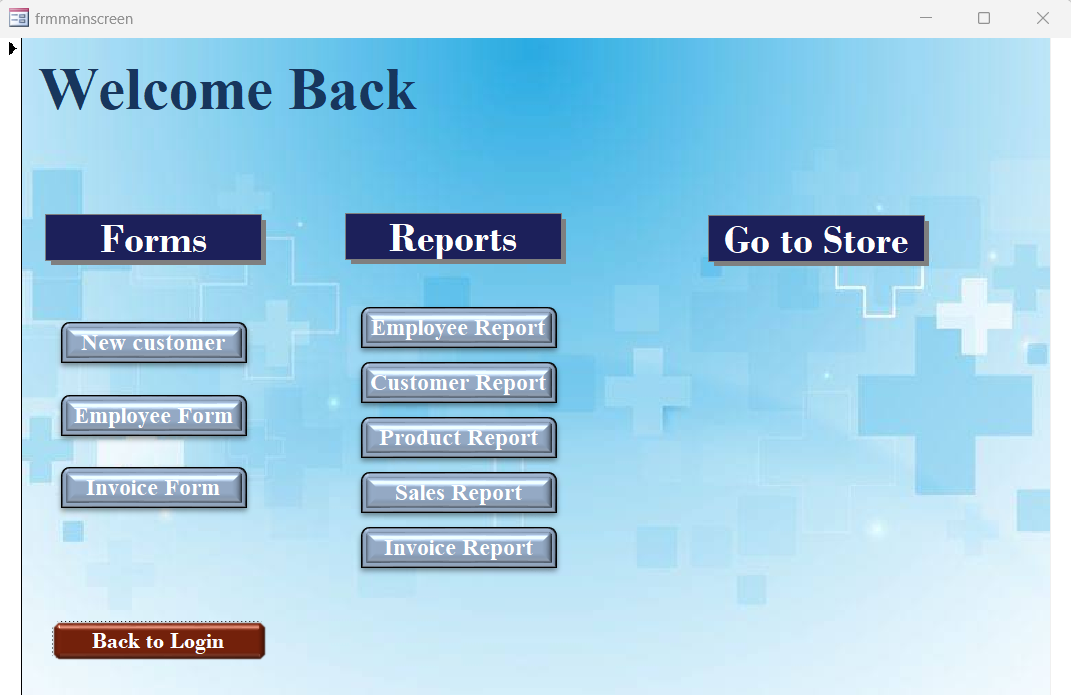 frmmainscreen
Welcome Back
Forms
New customer
Employee Form
Invoice Form
Reports
Employee Report
Customer Report
Product Report
Sales Report
Invoice Report
Go to Store
Back to Login